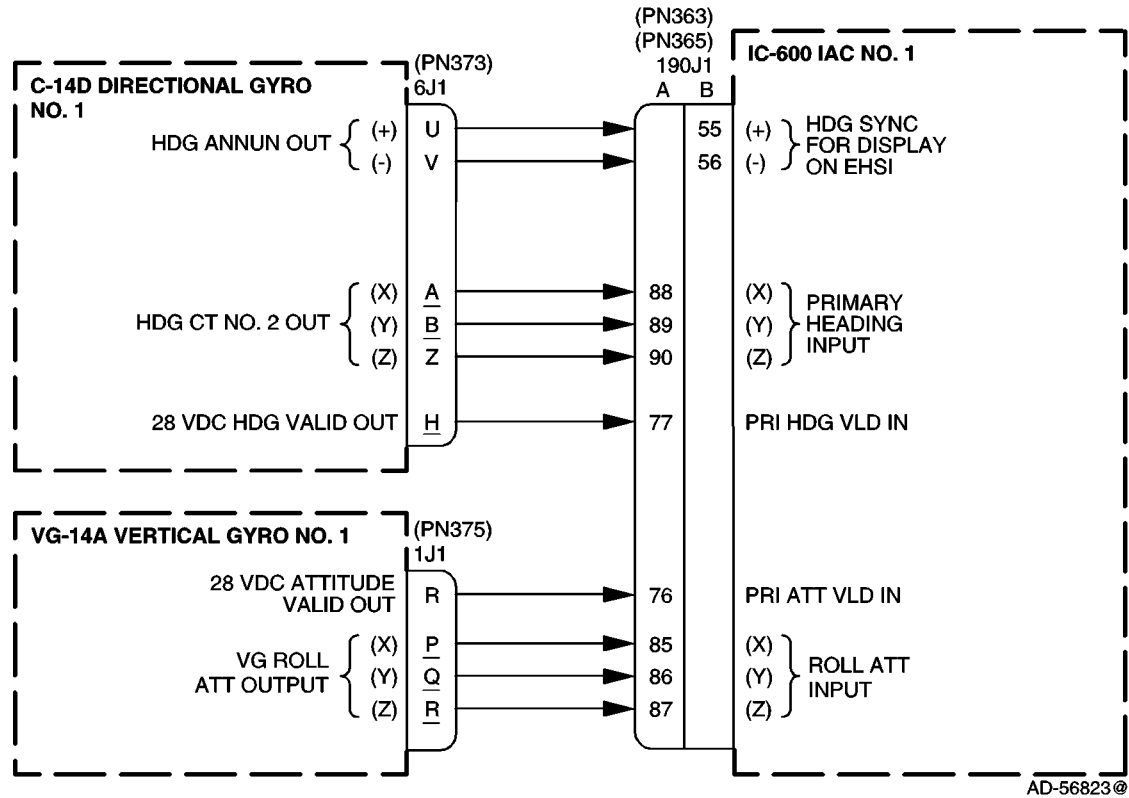 (PN363)
(PN365)
190J1
A B
IC-600 IAC NO. 1
C-14D DIRECTIONAL GYRO
NO. 1
(PN373)
6J1
HDG ANNUN OUT
(+) U 55 (+)
(-) V 56 (-)
HDG SYNC
FOR DISPLAY
ON EHSI
HDG CT NO. 2 OUT
(X) A 88 (X)
(Y) B 89 (Y)
(Z) Z 90 (Z)
PRIMARY
HEADING
INPUT
28 VDC HDG VALID OUT H 77 PRI HDG VLD IN
VG-14A VERTICAL GYRO NO. 1
(PN375)
1J1
28 VDC ATTITUDE
VALID OUT
R 76 PRI ATT VLD IN
VG ROLL
ATT OUTPUT
(X) P 85 (X)
(Y) Q 86 (Y)
(Z) R 87 (Z)
ROLL ATT
INPUT
AD-56823@